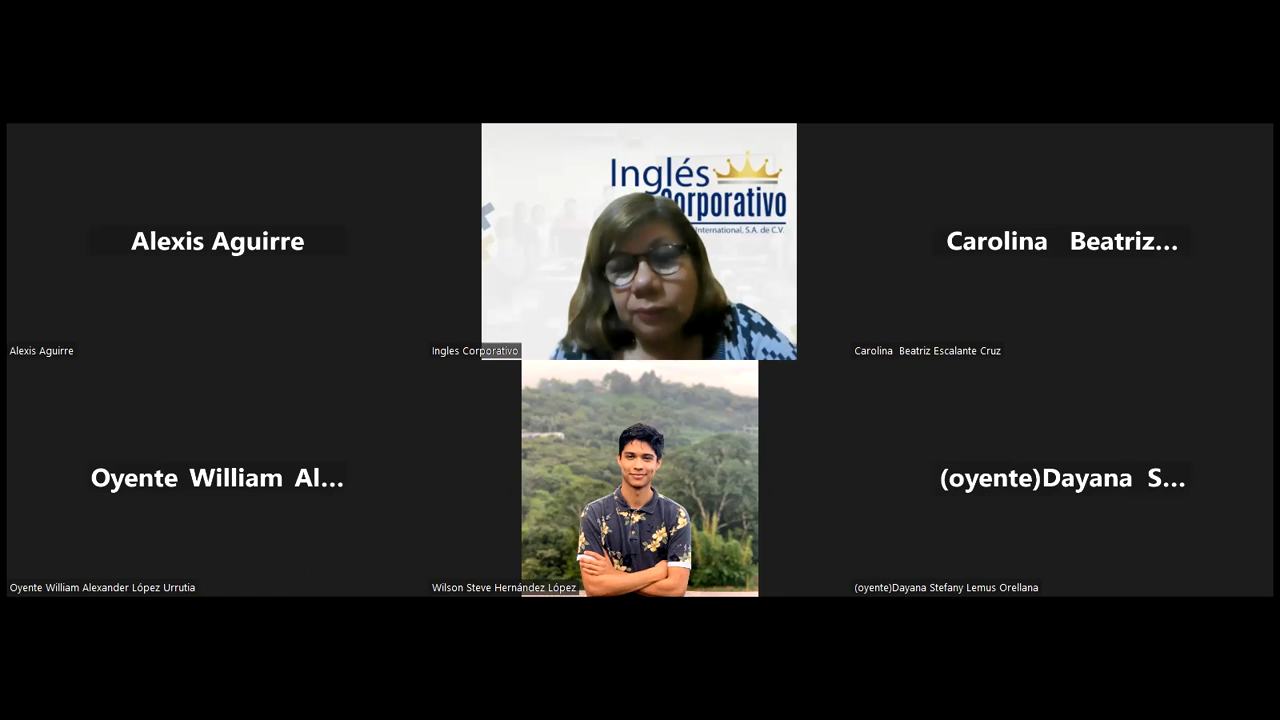 Alexis Aguirre
Alexis Aguirre
Inglés
Corporativo
International, S.A. de C.V.
Ingles Corporativo
Carolina Beatriz...
Carolina Beatriz Escalante Cruz
Oyente William Al...
Oyente William Alexander López Urrutia
Wilson Steve Hernández López
(oyente)Dayana S...
(oyente)Dayana Stefany Lemus Orellana